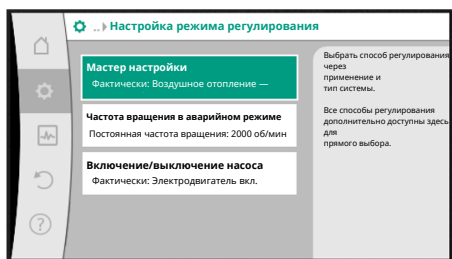 .. Настройка режима регулирования
Мастер настройки
Фактически: Воздушное отопление —
Частота вращения в аварийном режиме
Постоянная частота вращения: 2000 об/мин
Включение/выключение насоса
Фактически: Электродвигатель вкл.
Выбрать способ регулирования
через
применение и
тип системы.
Все способы регулирования
дополнительно доступны здесь
для
прямого выбора.